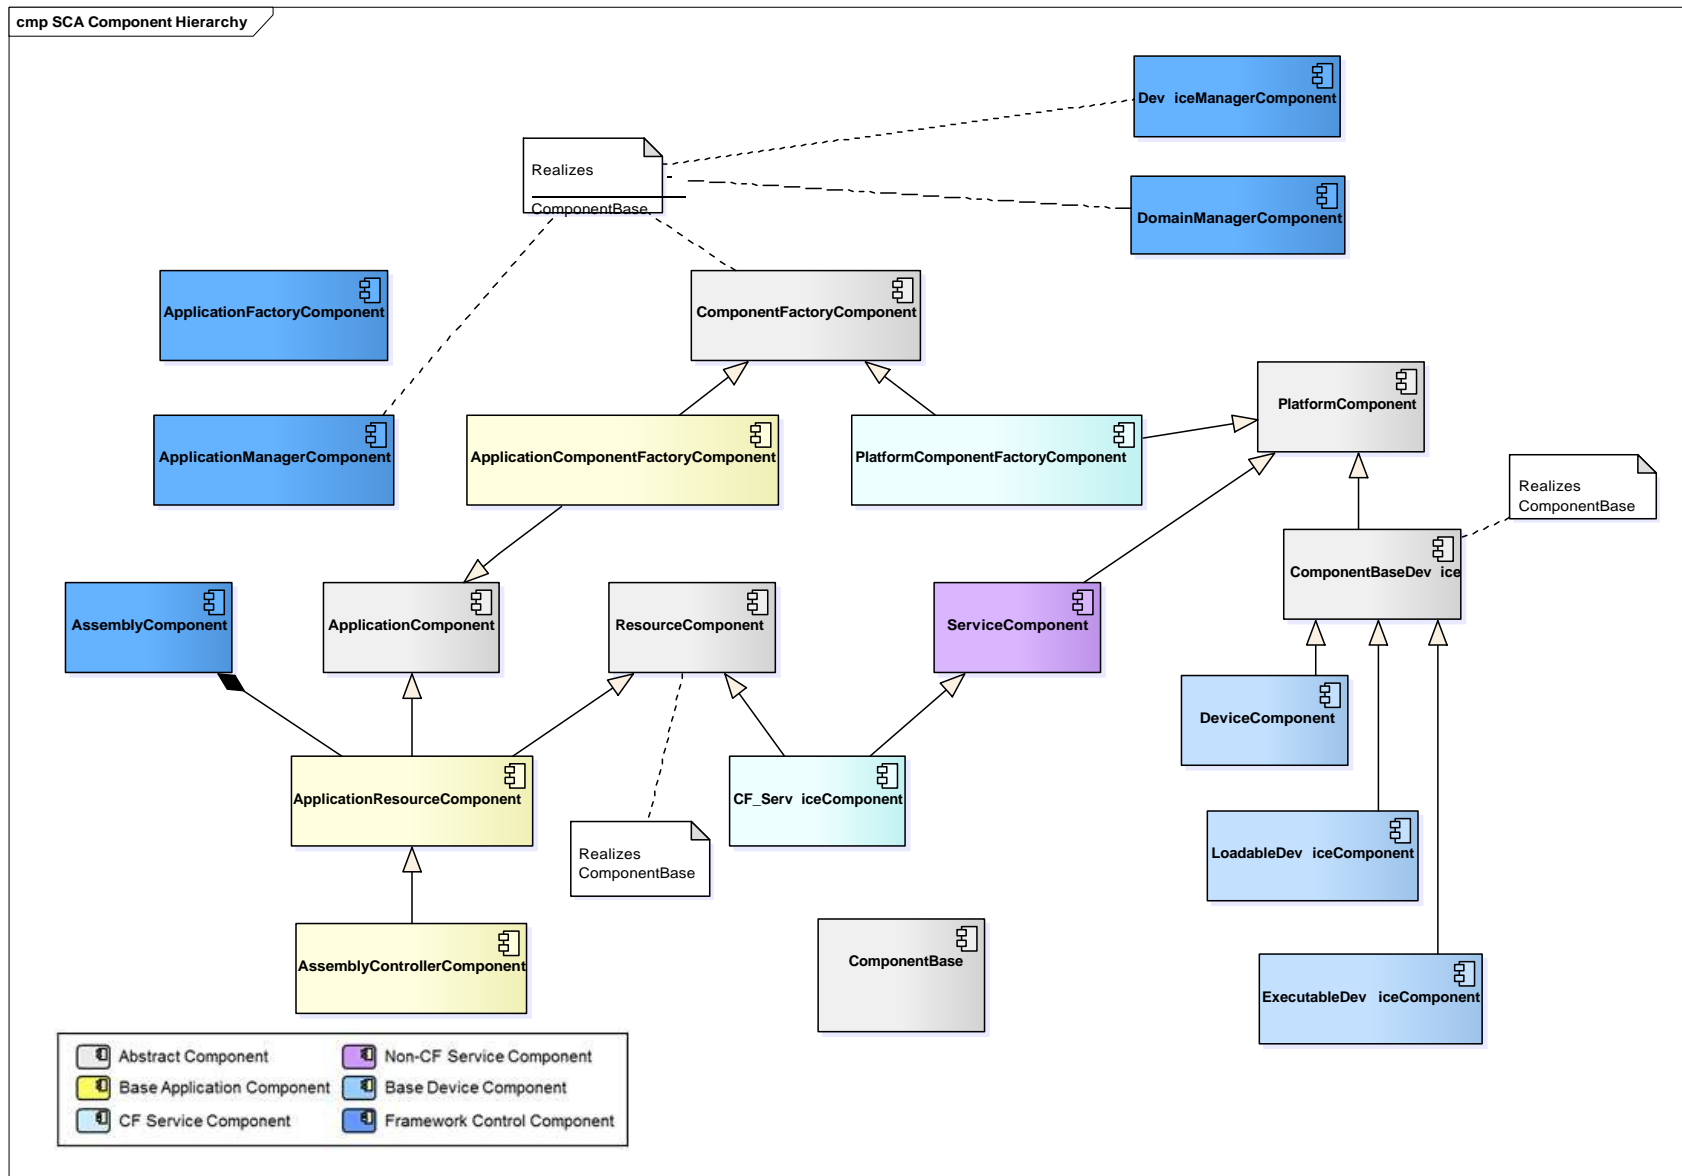 cmp SCA Component Hierarchy
Dev iceManagerComponent
Realizes
ComponentBase
DomainManagerComponent
ApplicationFactoryComponent
ComponentFactoryComponent
PlatformComponent
ApplicationManagerComponent
ApplicationComponentFactoryComponent
PlatformComponentFactoryComponent
Realizes
ComponentBase
ComponentBaseDev ice
AssemblyComponent
ApplicationComponent
ResourceComponent
ServiceComponent
DeviceComponent
ApplicationResourceComponent
CF_Serv iceComponent
Realizes
ComponentBase
LoadableDev iceComponent
AssemblyControllerComponent
ComponentBase
ExecutableDev iceComponent
Abstract Component
Non-CF Service Component
Base Application Component
Base Device Component
CF Service Component
Framework Control Component